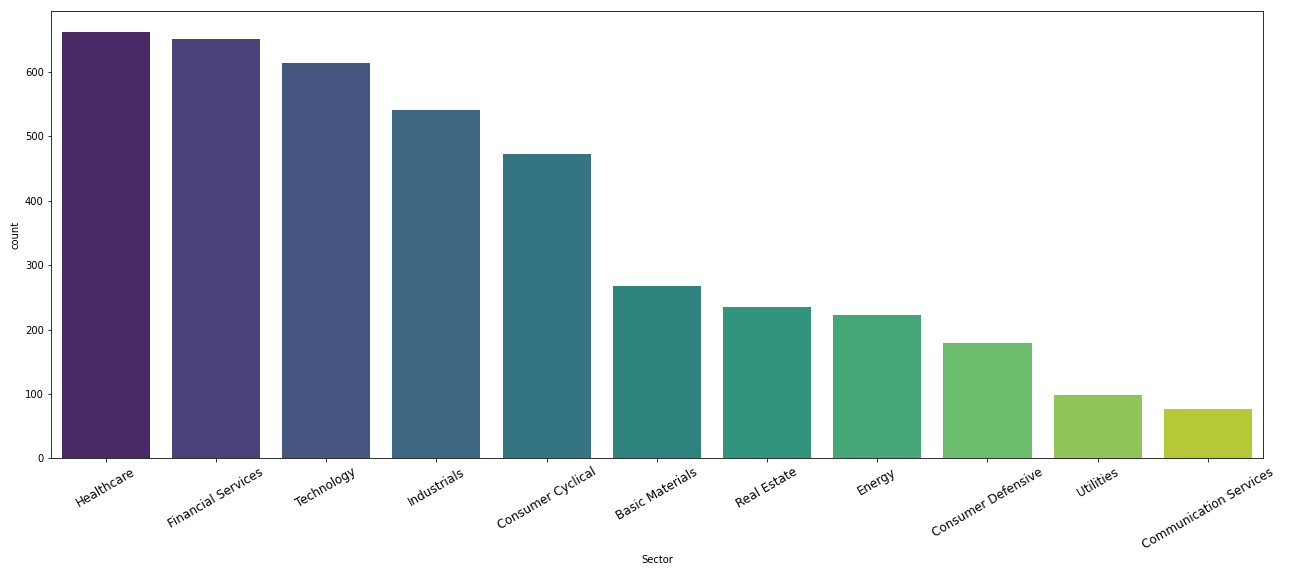 600
500
400
300
200
100
0
count
Healthcare
Financial Services
Technology
Industrials
Consumer Cyclical
Basic Materials
Real Estate
Energy
Consumer Defensive
Utilities
Communication Services
Sector